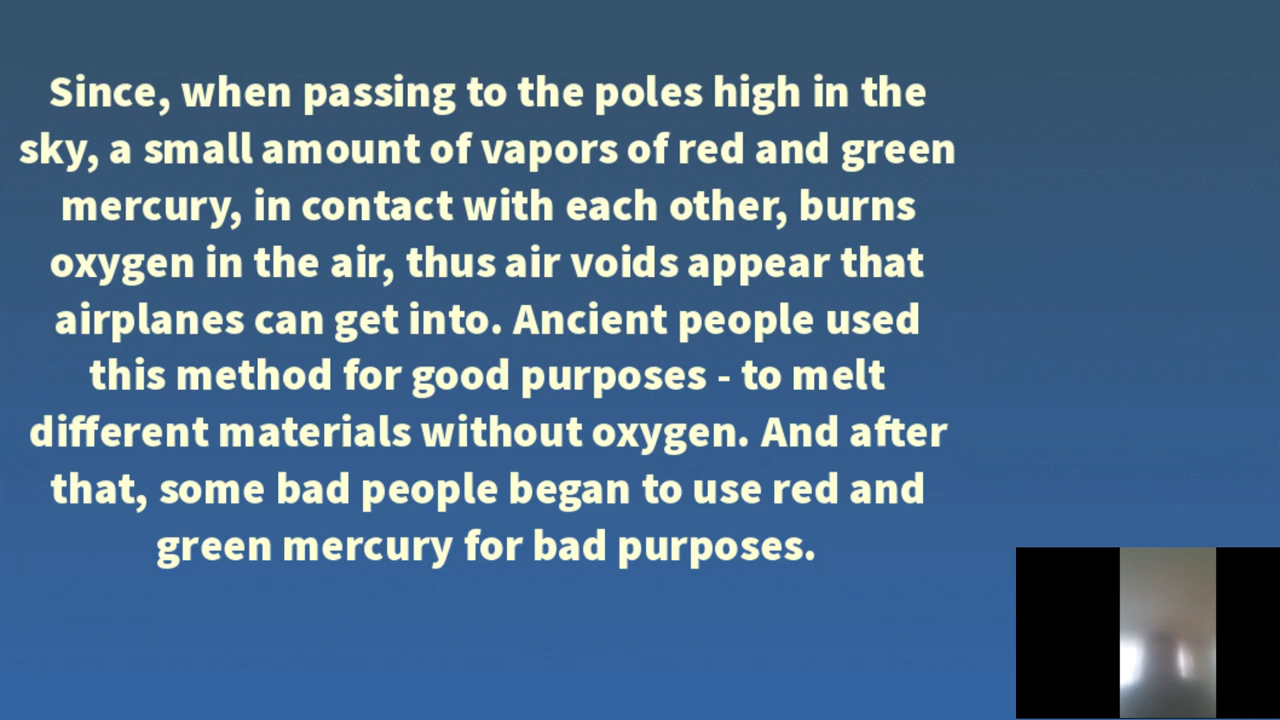 Since, when passing to the poles high in the
sky, a small amount of vapors of red and green
mercury, in contact with each other, burns
oxygen in the air, thus air voids appear that
airplanes can get into. Ancient people used
this method for good purposes - to melt
different materials without oxygen. And after
that, some bad people began to use red and
green mercury for bad purposes.